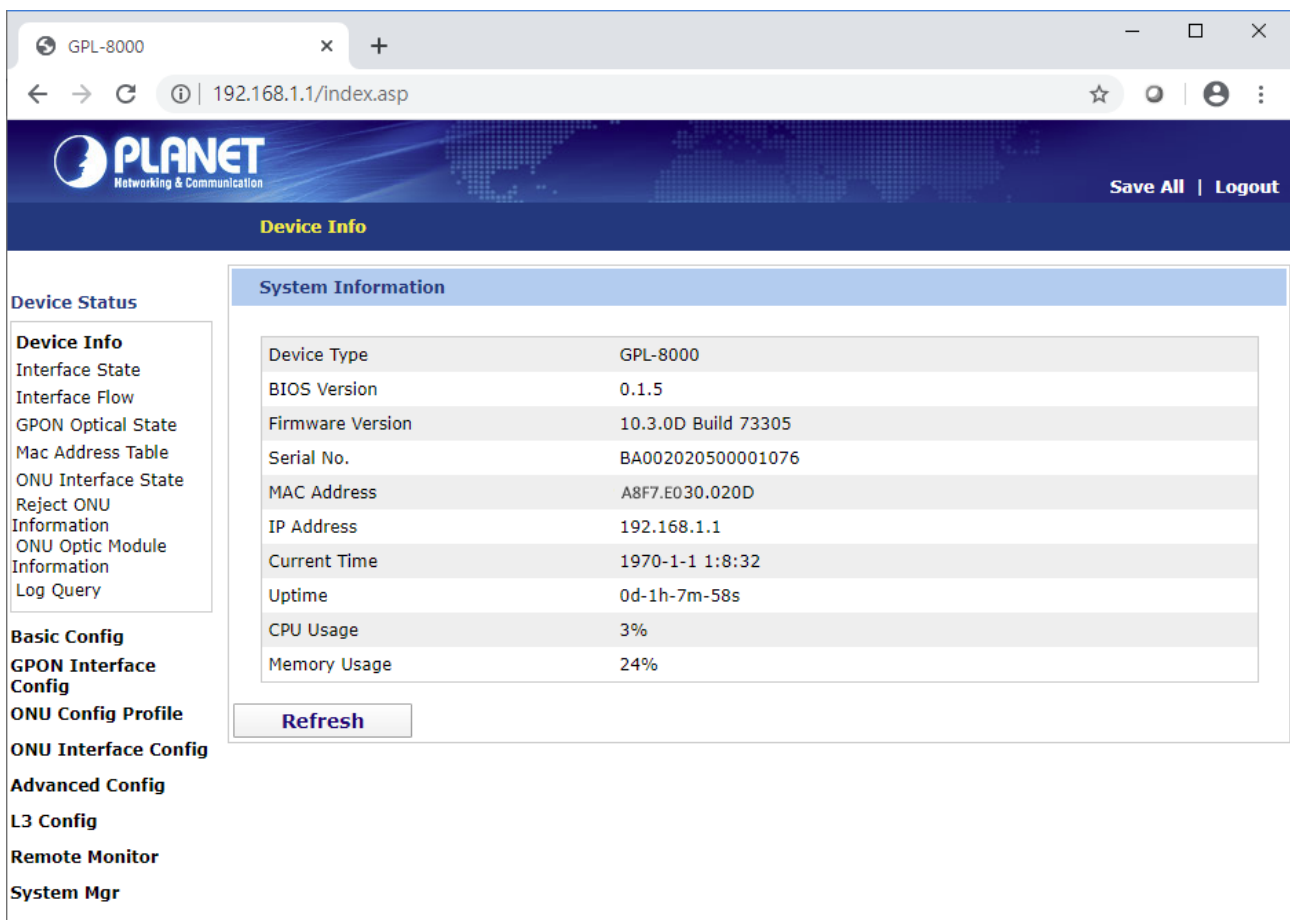 GPL-8000
192.168.1.1/index.asp
PLANET
Networking & Communication
Save All | Logout
Device Info
Device Status
Device Info
Interface State
Interface Flow
GPON Optical State
Mac Address Table
ONU Interface State
Reject ONU
Information
ONU Optic Module
Information
Log Query
Basic Config
GPON Interface
Config
ONU Config Profile
ONU Interface Config
Advanced Config
L3 Config
Remote Monitor
System Mgr
System Information
Device Type GPL-8000
BIOS Version 0.1.5
Firmware Version 10.3.0D Build 73305
Serial No. BA002020500001076
MAC Address A8F7.E030.020D
IP Address 192.168.1.1
Current Time 1970-1-1 1:8:32
Uptime 0d-1h-7m-58s
CPU Usage 3%
Memory Usage 24%
Refresh